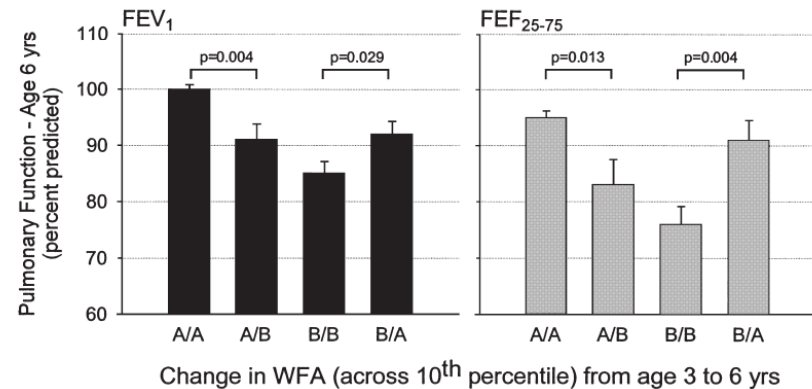 FEV₁
FEF₂₅₋₇₅
Pulmonary Function - Age 6 yrs
(percent predicted)
110
100
90
80
70
60
p=0.004
p=0.029
p=0.013
p=0.004
A/A
A/B
B/B
B/A
A/A
A/B
B/B
B/A
Change in WFA (across 10th percentile) from age 3 to 6 yrs